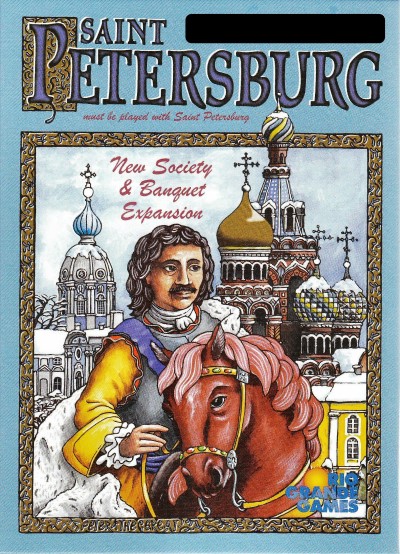 SAINT
PETERSBURG
must be played with Saint Petersburg
New Society
& Banquet
Expansion
RIO
GRANDE
GAMES